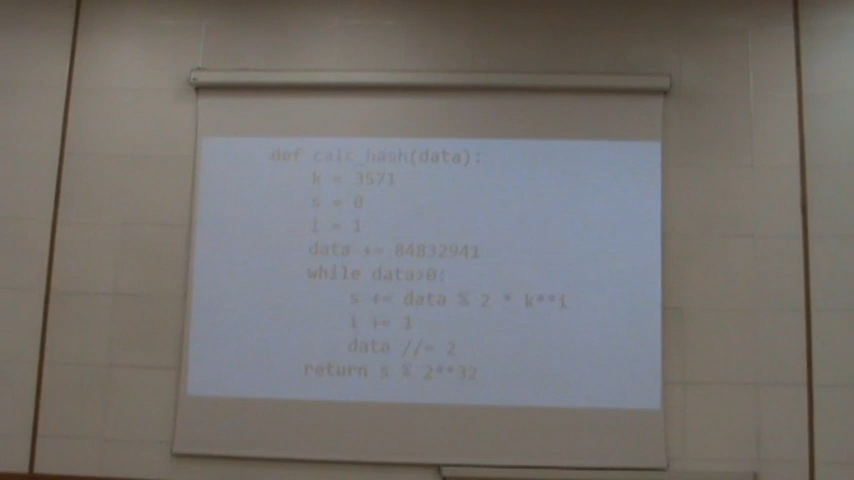 def calc_hash(data):
k = 3571
s = 0
i = 1
data += 84832941
while data>0:
s += data % 2 * k**i
i += 1
data //= 2
return s % 2**32